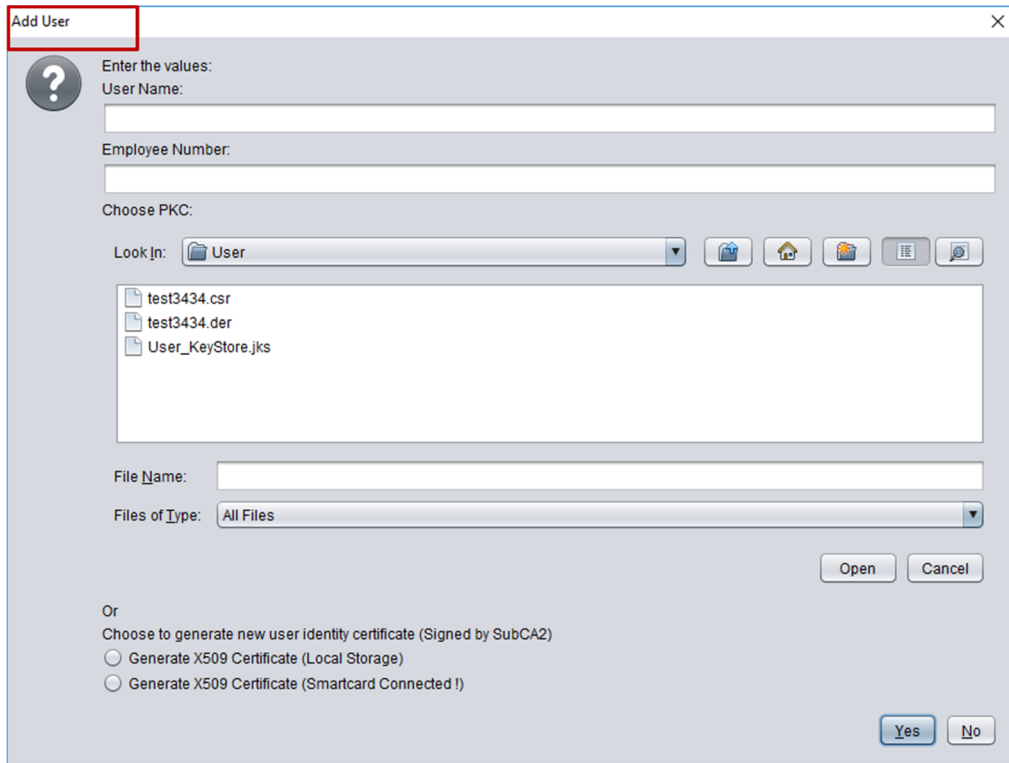 Add User
Enter the values:
User Name:
Employee Number:
Choose PKC:
Look In: User
test3434.csr
test3434.der
User_KeyStore.jks
File Name:
Files of Type: All Files
Open Cancel
Or
Choose to generate new user identity certificate (Signed by SubCA2)
Generate X509 Certificate (Local Storage)
Generate X509 Certificate (Smartcard Connected !)
Yes No